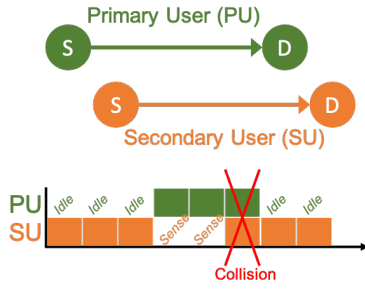 Primary User (PU)
S D
S D
Secondary User (SU)
PU Idle Idle Idle Idle Idle
SU Sense Sense
Collision